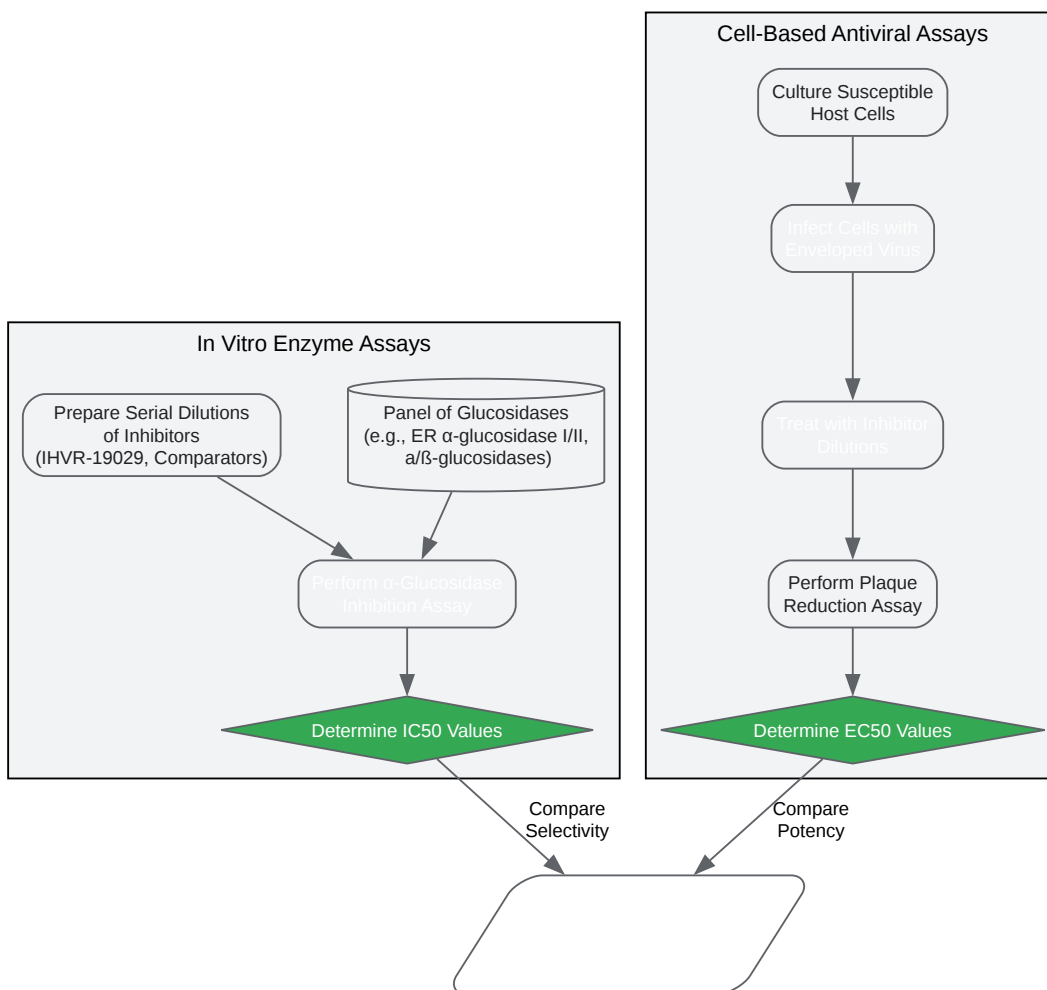 Cell-Based Antiviral Assays
Culture Susceptible
Host Cells
Infect Cells with
Enveloped Virus
Treat with Inhibitor
Dilutions
Perform Plaque
Reduction Assay
Determine EC50 Values
In Vitro Enzyme Assays
Prepare Serial Dilutions
of Inhibitors
(IHVR-19029, Comparators)
Panel of Glucosidases
(e.g., ER α-glucosidase I/II,
a/ß-glucosidases)
Perform α-Glucosidase
Inhibition Assay
Determine IC50 Values
Compare
Selectivity
Compare
Potency